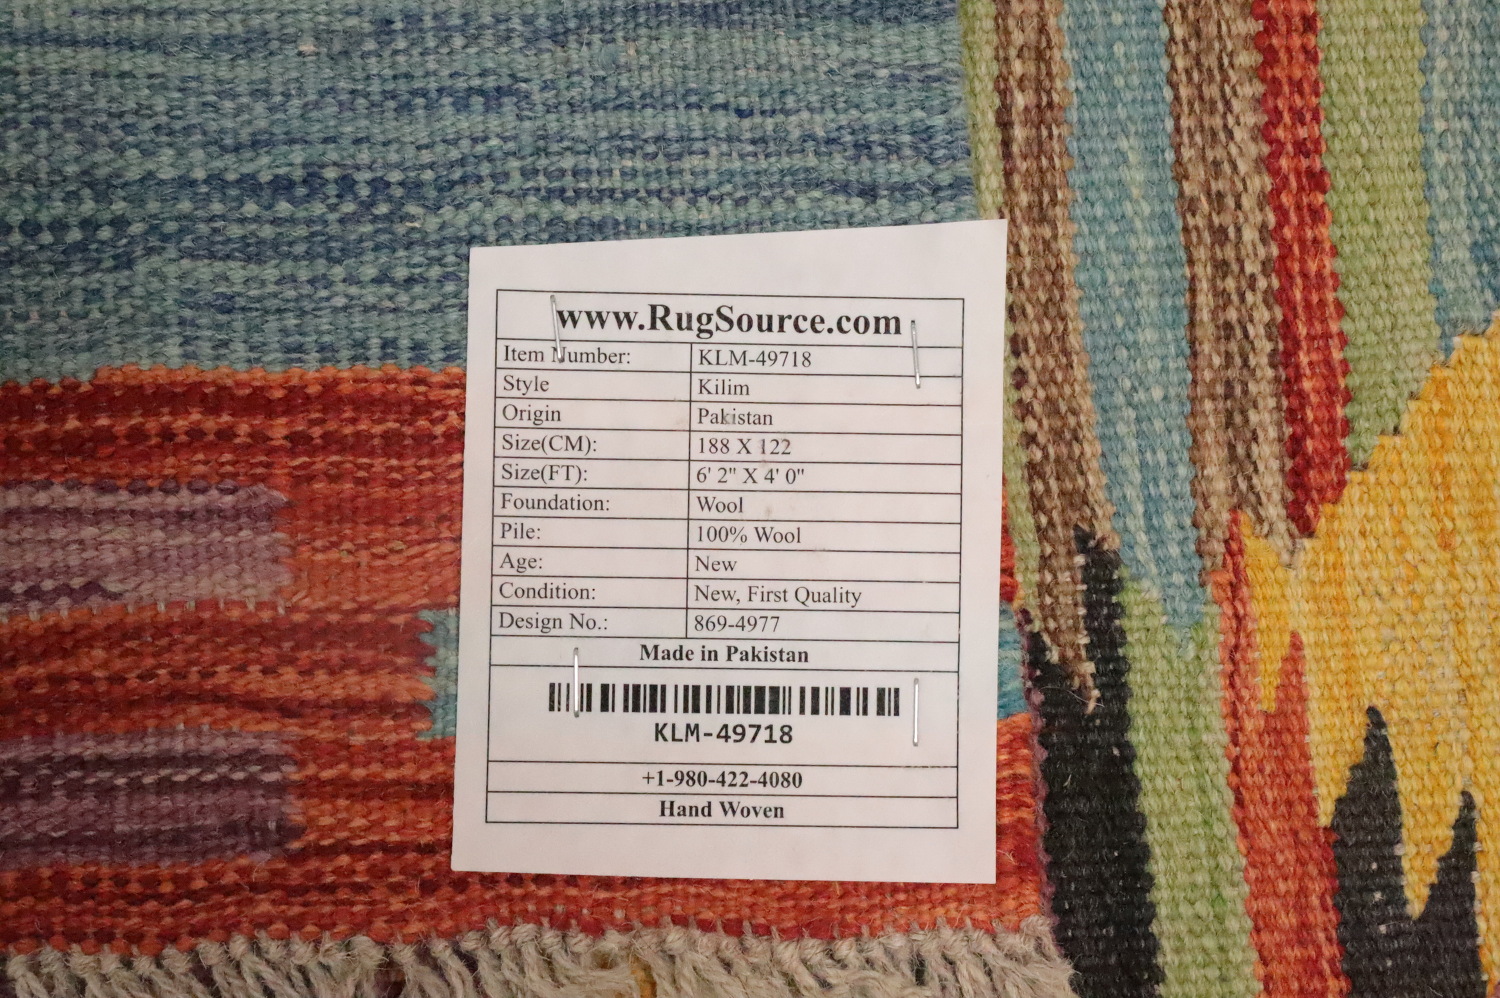 www.RugSource.com
Item Number: KLM-49718
Style Kilim
Origin Pakistan
Size(CM): 188 X 122
Size(FT): 6' 2" X 4' 0"
Foundation: Wool
Pile: 100% Wool
Age: New
Condition: New, First Quality
Design No.: 869-4977
Made in Pakistan
KLM-49718
+1-980-422-4080
Hand Woven